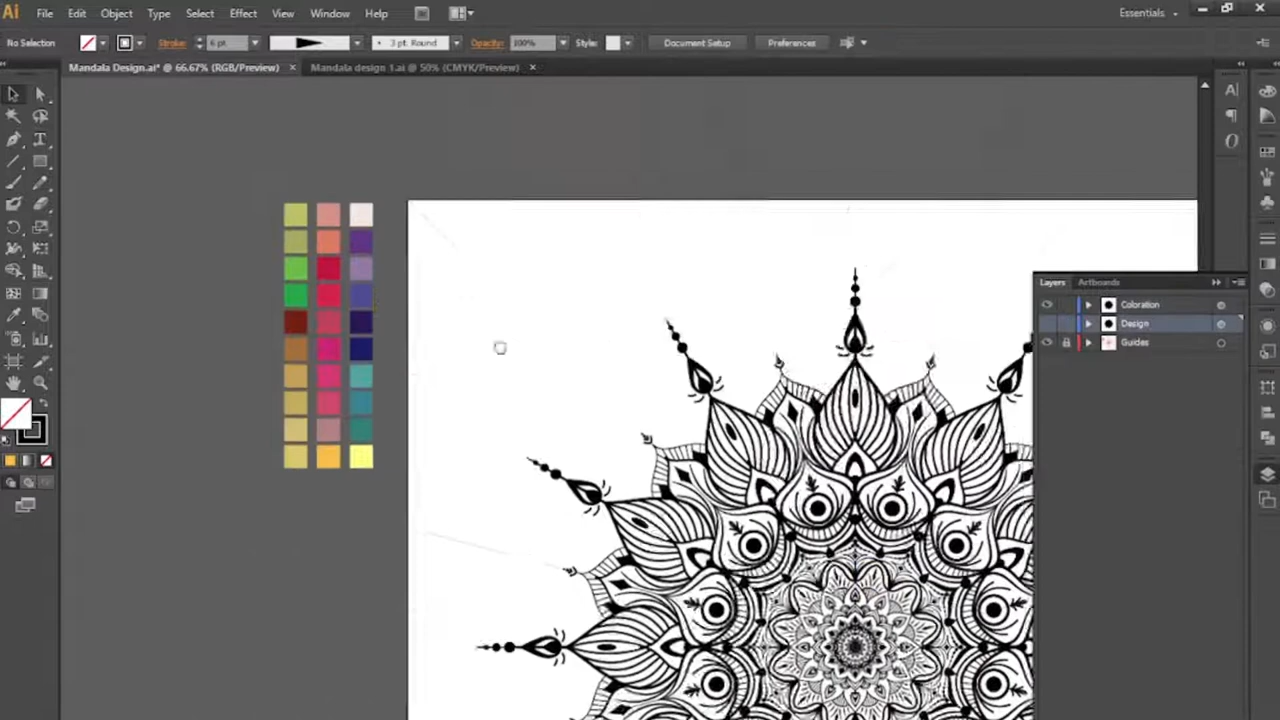 Ai File Edit Object Type Select Effect View Window Help Essentials
No Selection Stroke: 6 pt. 3 pt. Round Opacity: 100% Style: Document Setup Preferences
Mandala Design.ai* @ 66.67% (RGB/Preview) × Mandala design 1.ai @ 50% (CMYK/Preview) ×
Layers Artboards
Coloration
Design
Guides